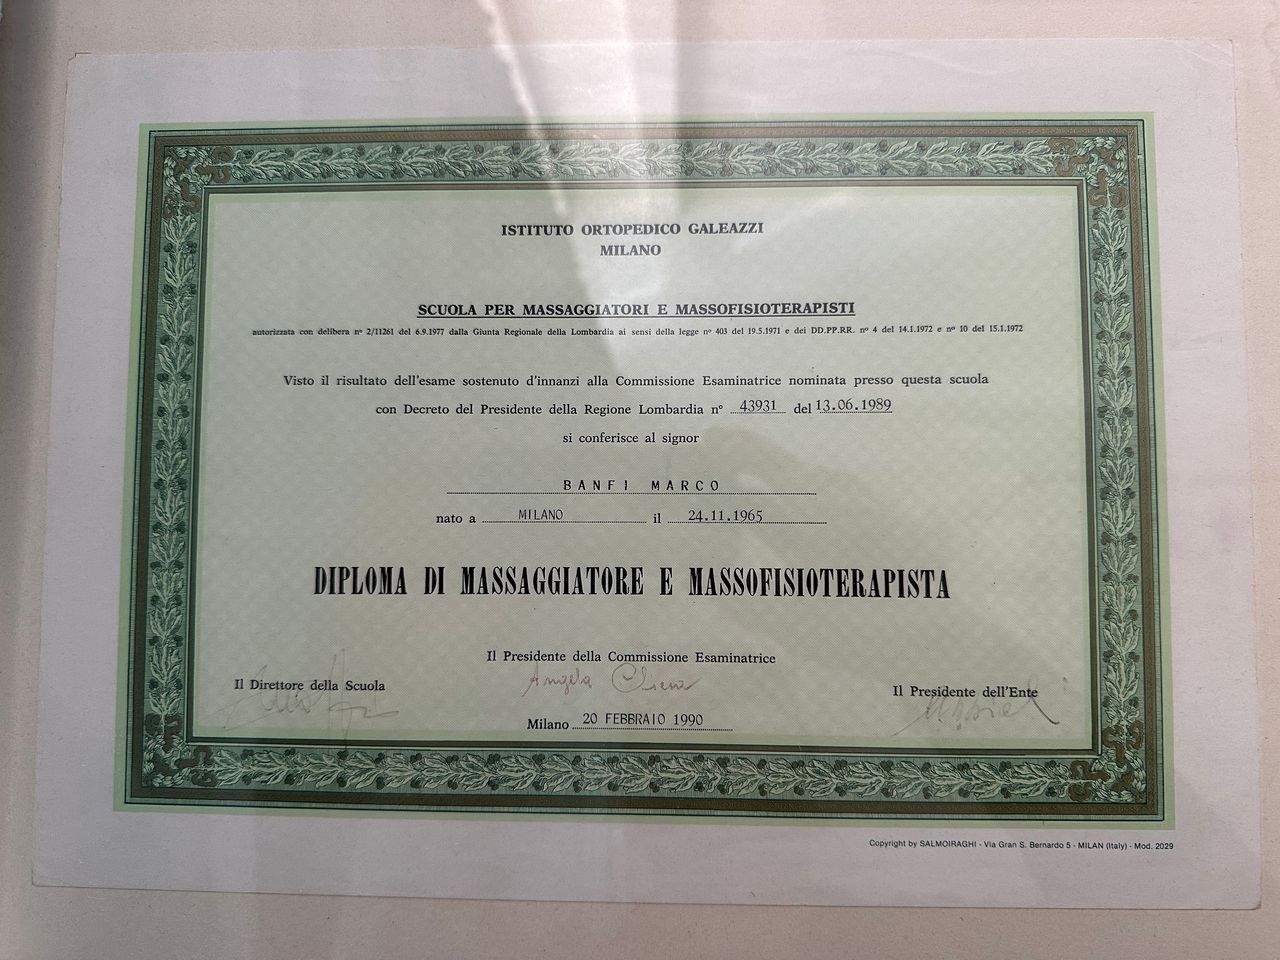 ISTITUTO ORTOPEDICO GALEAZZI
MILANO
SCUOLA PER MASSAGGIATORI E MASSOFISIOTERAPISTI
autorizzata con delibera nº 2/11261 del 6.9.1977 dalla Giunta Regionale della Lombardia ai sensi della legge nº 403 del 19.5.1971 e dei DD.PP.RR. nº 4 del 14.1.1972 e nº 10 del 15.1.1972
Visto il risultato dell'esame sostenuto d'innanzi alla Commissione Esaminatrice nominata presso questa scuola
con Decreto del Presidente della Regione Lombardia nº 43931 del 13.06.1989
si conferisce al signor
BANFI MARCO
nato a MILANO il 24.11.1965
DIPLOMA DI MASSAGGIATORE E MASSOFISIOTERAPISTA
Il Presidente della Commissione Esaminatrice
Angela
Il Direttore della Scuola
Il Presidente dell'Ente
Milano 20 FEBBRAIO 1990
Copyright by SALMOIRAGHI - Via Gran S. Bernardo 5 - MILAN (Italy) - Mod. 2029